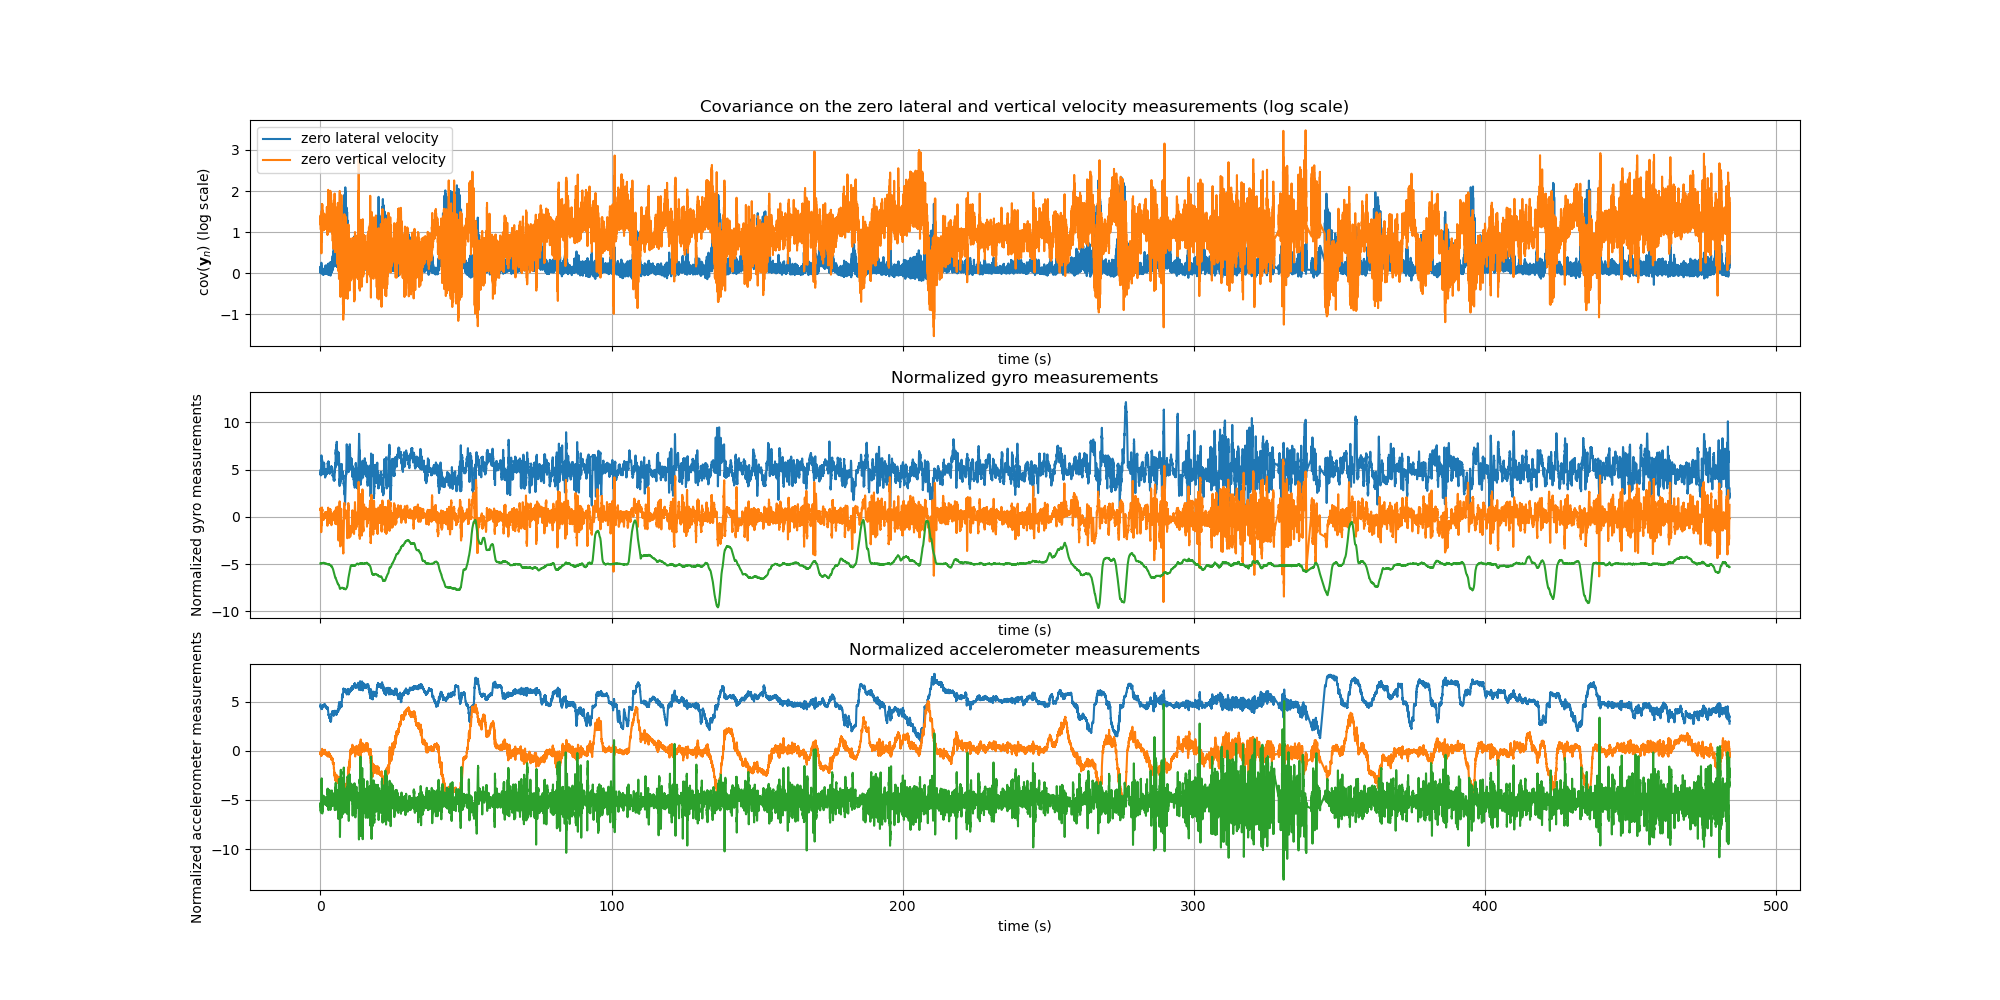 Covariance on the zero lateral and vertical velocity measurements (log scale)
zero lateral velocity
zero vertical velocity
cov(𝐲ₙ) (log scale)
3
2
1
0
−1
time (s)
Normalized gyro measurements
Normalized gyro measurements
10
5
0
−5
−10
time (s)
Normalized accelerometer measurements
Normalized accelerometer measurements
5
0
−5
−10
0 100 200 300 400 500
time (s)